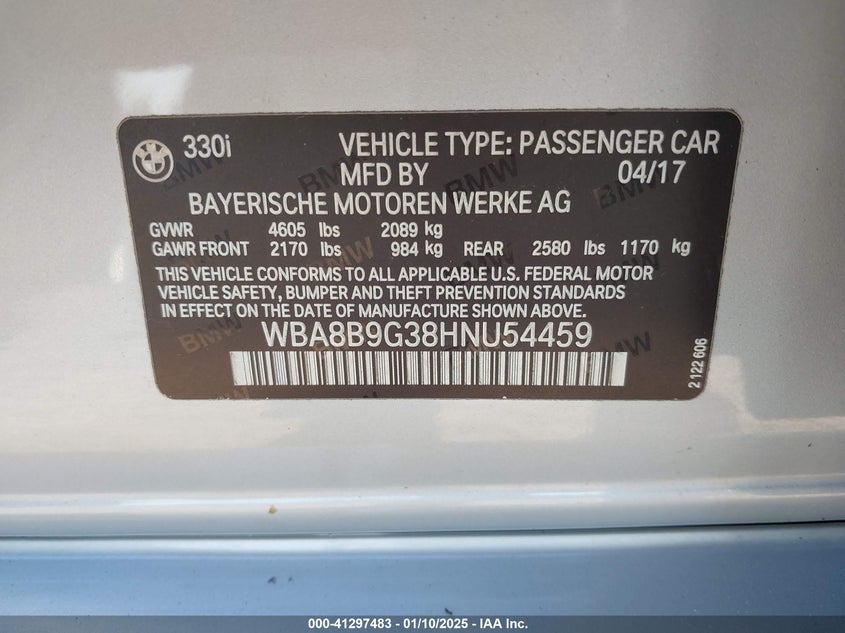 330i VEHICLE TYPE: PASSENGER CAR
MFD BY 04/17
BAYERISCHE MOTOREN WERKE AG
GVWR 4605 lbs 2089 kg
GAWR FRONT 2170 lbs 984 kg REAR 2580 lbs 1170 kg
THIS VEHICLE CONFORMS TO ALL APPLICABLE U.S. FEDERAL MOTOR
VEHICLE SAFETY, BUMPER AND THEFT PREVENTION STANDARDS
IN EFFECT ON THE DATE OF MANUFACTURE SHOWN ABOVE.
WBA8B9G38HNU54459
2 122 606
000-41297483 - 01/10/2025 - IAA Inc.